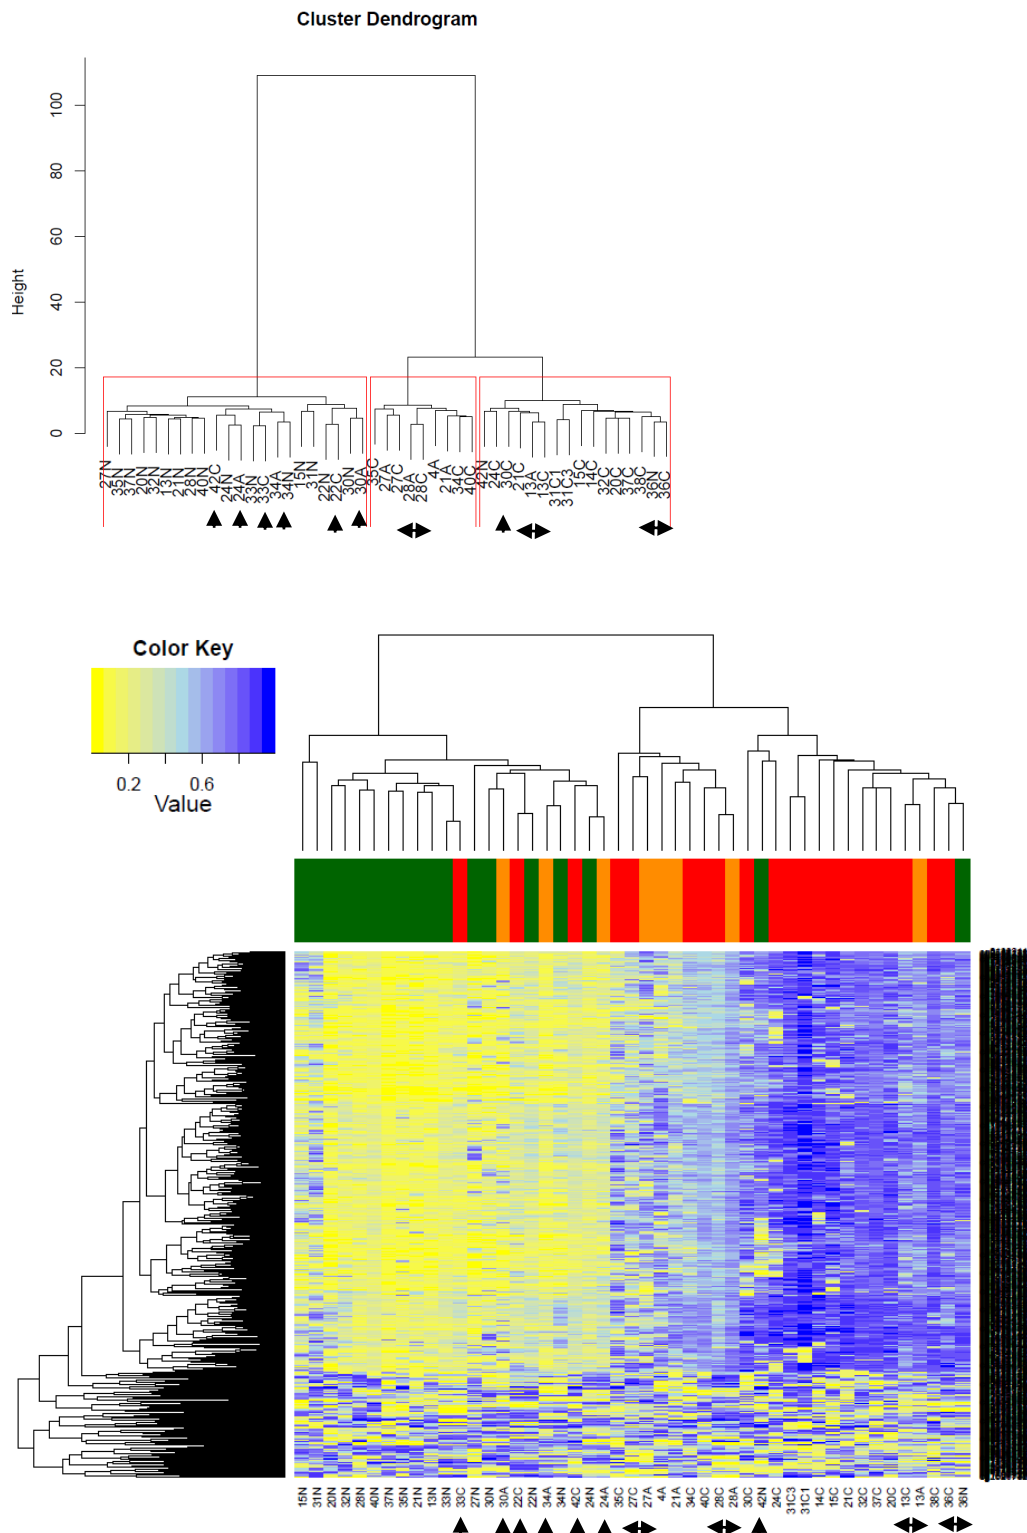 Cluster Dendrogram
Height
100
80
60
40
20
0
27N 35N 37N 20N 32N 13N 21N 28N 40N 42C 24N 24A 33N 33C 34A 34N 15N 31N 22N 22C 30N 30A 35C 27A 27C 28A 28C 4A 21A 34C 40C 42N 24C 30C 21C 13A 13C 31C1 31C3 15C 14C 32C 20C 37C 38C 36N 36C
Color Key
0.2 0.6
Value
15N 31N 20N 32N 28N 40N 37N 35N 21N 13N 33N 33C 27N 30N 30A 22C 22N 34A 34N 42C 24N 24A 35C 27C 27A 4A 21A 34C 40C 28C 28A 30C 42N 24C 31C3 31C1 14C 15C 21C 32C 37C 20C 13C 13A 38C 36C 36N